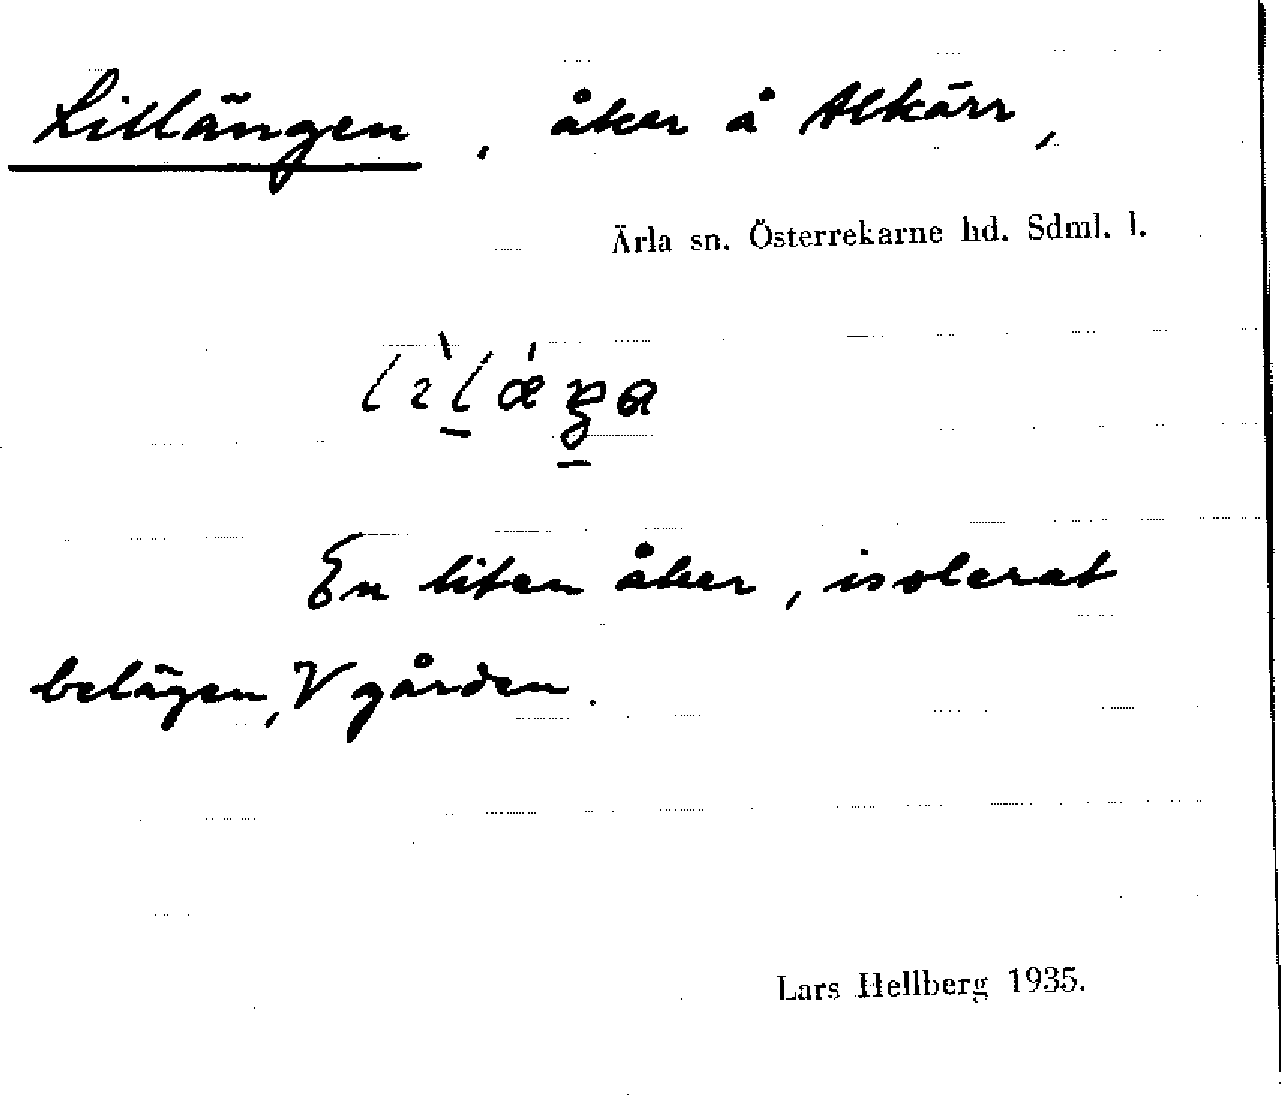 Lillängen, åker å Alkärr,
Ärla sn. Österrekarne hd. Sdml. l.
En liten åker, isolerat
belägen, V gården.
Lars Hellberg 1935.